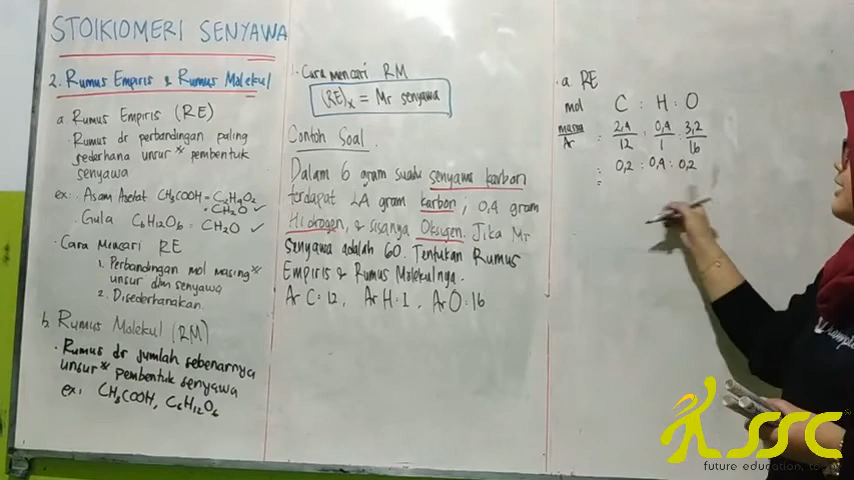 STOIKIOMERI SENYAWA
2. Rumus Empiris & Rumus Molekul
a. Rumus Empiris (RE)
· Rumus dr perbandingan paling
sederhana unsur" pembentuk
senyawa
ex: · Asam Asetat CH₃COOH = C₂H₄O₂
= CH₂O ✓
· Gula C₆H₁₂O₆ = CH₂O ✓
· Cara Mencari RE
1. Perbandingan mol masing"
unsur dlm senyawa
2. Disederhanakan.
b. Rumus Molekul (RM)
· Rumus dr jumlah sebenarnya
unsur" pembentuk senyawa
ex: CH₃COOH, C₆H₁₂O₆
· Cara mencari RM
(RE)x = Mr senyawa
Contoh Soal
Dalam 6 gram suatu senyawa karbon
terdapat 2,4 gram karbon ; 0,4 gram
Hidrogen, & sisanya Oksigen. Jika Mr
Senyawa adalah 60. Tentukan Rumus
Empiris & Rumus Molekulnya.
Ar C = 12, Ar H = 1, Ar O = 16
· a RE
mol C : H : O
massa/Ar : 2,4/12 : 0,4/1 : 3,2/16
: 0,2 : 0,4 : 0,2
=
SSC
future education, to